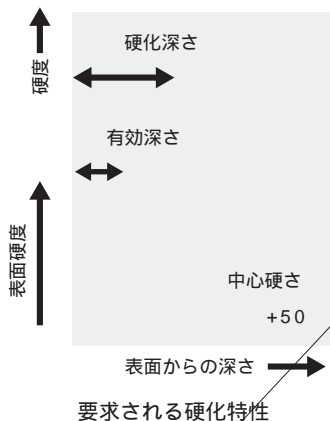 硬化深さ
硬度
有効深さ
表面硬度
中心硬さ
+50
表面からの深さ
要求される硬化特性